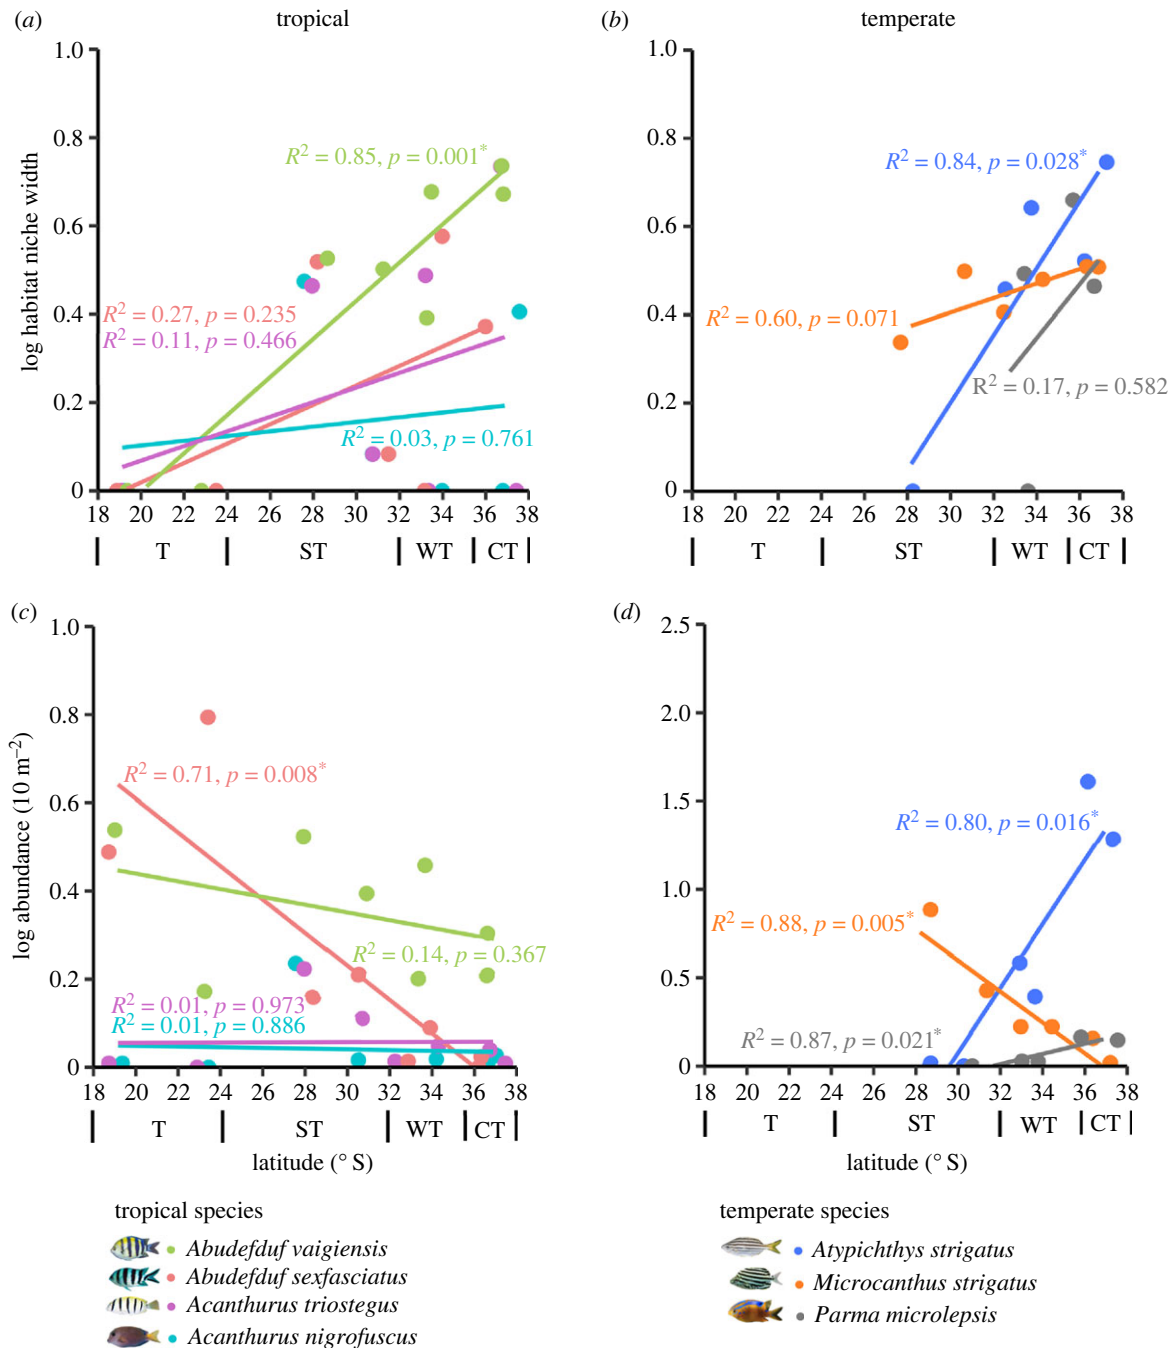 (a) tropical
1.0
0.8
0.6
0.4
0.2
0
log habitat niche width
R² = 0.85, p = 0.001*
R² = 0.27, p = 0.235
R² = 0.11, p = 0.466
R² = 0.03, p = 0.761
18 20 22 24 26 28 30 32 34 36 38
T ST WT CT
(b) temperate
1.0
0.8
0.6
0.4
0.2
0
R² = 0.84, p = 0.028*
R² = 0.60, p = 0.071
R² = 0.17, p = 0.582
18 20 22 24 26 28 30 32 34 36 38
T ST WT CT
(c)
1.0
0.8
0.6
0.4
0.2
0
log abundance (10 m⁻²)
R² = 0.71, p = 0.008*
R² = 0.14, p = 0.367
R² = 0.01, p = 0.973
R² = 0.01, p = 0.886
18 20 22 24 26 28 30 32 34 36 38
T ST WT CT
latitude (° S)
(d)
2.5
2.0
1.5
1.0
0.5
0
R² = 0.80, p = 0.016*
R² = 0.88, p = 0.005*
R² = 0.87, p = 0.021*
18 20 22 24 26 28 30 32 34 36 38
T ST WT CT
latitude (° S)
tropical species
Abudefduf vaigiensis
Abudefduf sexfasciatus
Acanthurus triostegus
Acanthurus nigrofuscus
temperate species
Atypichthys strigatus
Microcanthus strigatus
Parma microlepsis